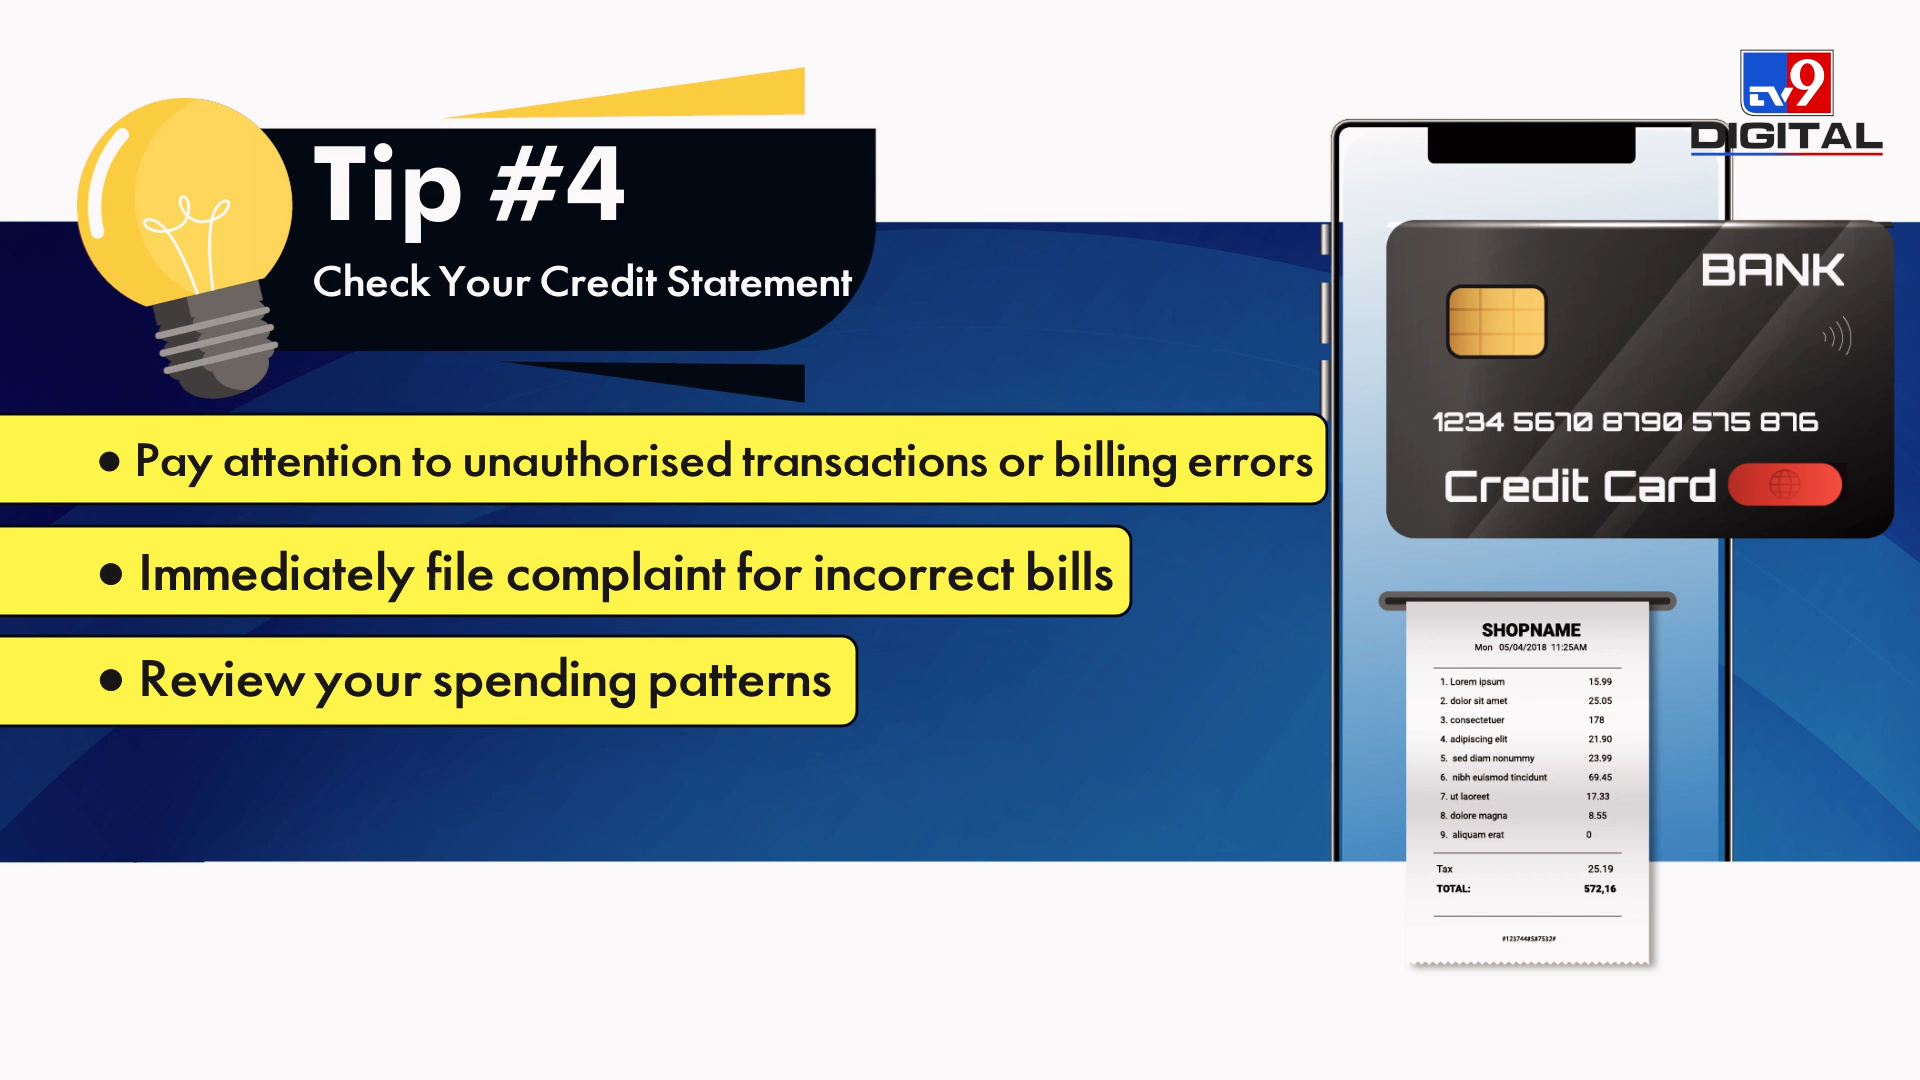 tv9
DIGITAL
Tip #4
Check Your Credit Statement
• Pay attention to unauthorised transactions or billing errors
• Immediately file complaint for incorrect bills
• Review your spending patterns
BANK
1234 5670 8790 575 876
Credit Card
SHOPNAME
Mon 05/04/2018 11:25AM
1. Lorem ipsum 15.99
2. dolor sit amet 25.05
3. consectetuer 178
4. adipiscing elit 21.90
5. sed diam nonummy 23.99
6. nibh euismod tincidunt 69.45
7. ut laoreet 17.33
8. dolore magna 8.55
9. aliquam erat 0
Tax 25.19
TOTAL: 572,16
#1237448587532#